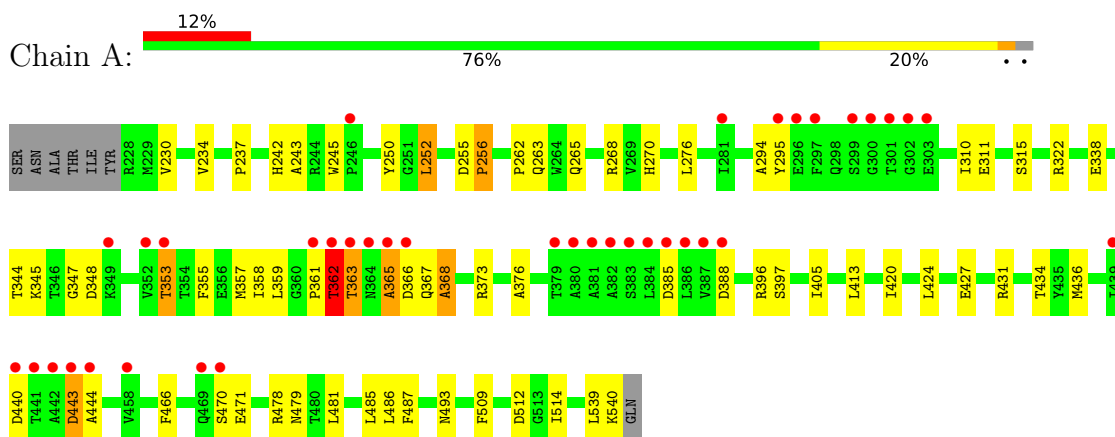 12%
Chain A:
76% 20% • •
SER ASN ALA THR ILE TYR R228 M229 V230 V234 P237 H242 A243 R244 W245 P246 Y250 G251 L252 D255 P256 P262 Q263 W264 Q265 R268 V269 H270 L276 I281 A294 Y295 E296 F297 Q298 S299 G300 T301 G302 E303 I310 E311 S315 R322 E338
T344 K345 T346 G347 D348 K349 V352 T353 T354 F355 E356 M357 I358 L359 G360 P361 T362 T363 N364 A365 D366 Q367 A368 R373 A376 T379 A380 A381 A382 S383 L384 D385 L386 V387 D388 R396 S397 I405 L413 I420 L424 E427 R431 T434 Y435 M436
D440 T441 A442 D443 A444 V458 F466 Q469 S470 E471 R478 N479 T480 L481 L485 L486 F487 N493 F509 D512 G513 I514 L539 K540 GLN